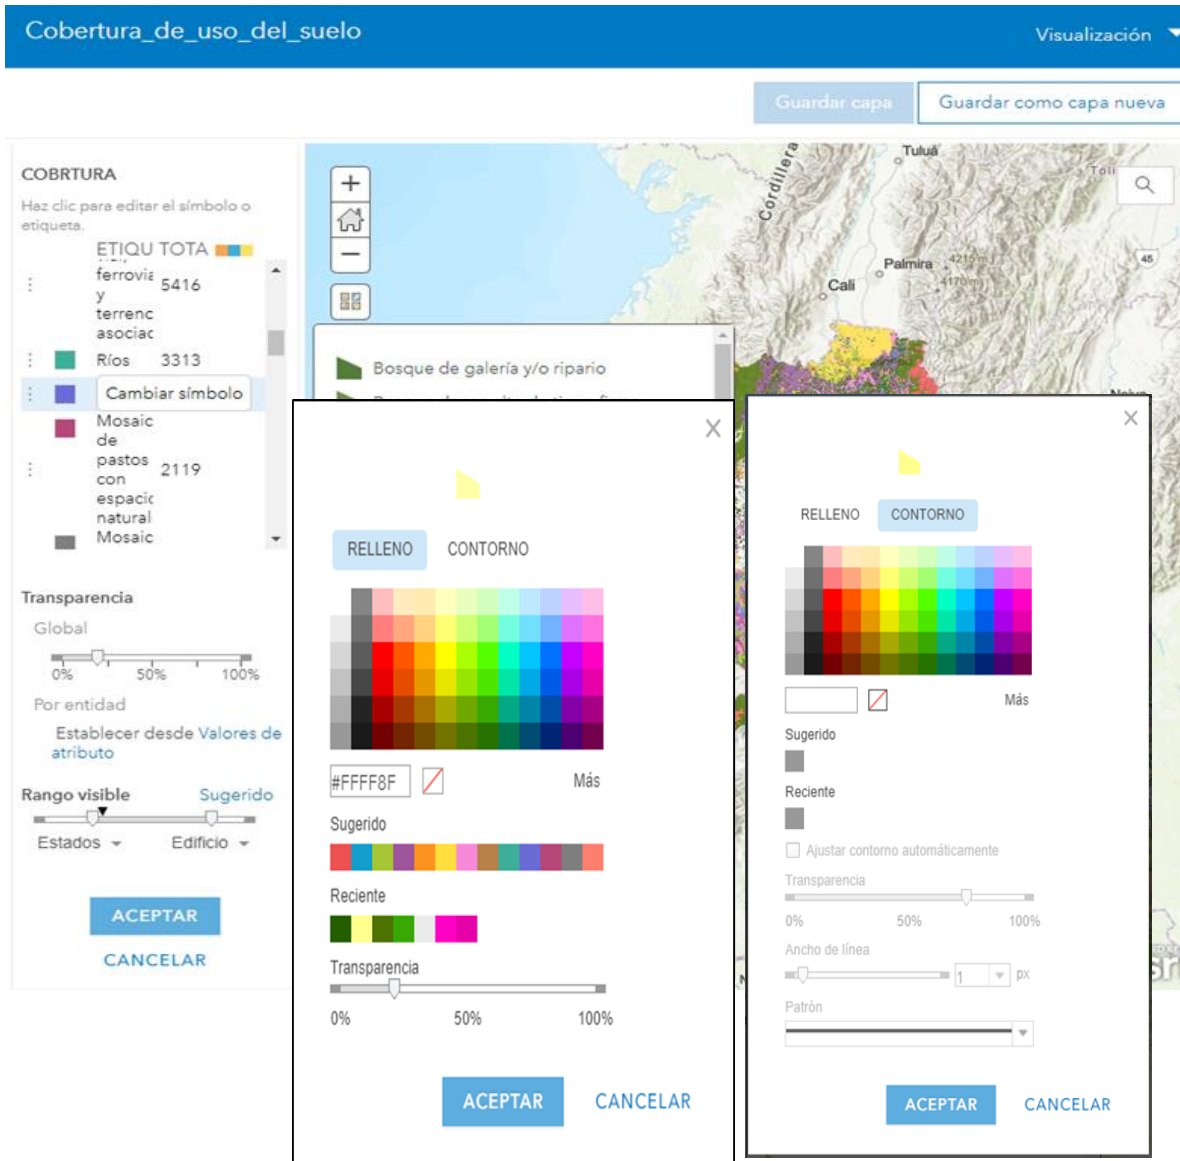 Cobertura_de_uso_del_suelo
Visualización
Guardar capa
Guardar como capa nueva
COBRTURA
Haz clic para editar el símbolo o
etiqueta.
ETIQU TOTA
ferrovia
y
terrenc
asociac
5416
Ríos 3313
Cambiar símbolo
Mosaic
de
pastos
con
espacic
natural
2119
Mosaic
Transparencia
Global
0% 50% 100%
Por entidad
Establecer desde Valores de
atributo
Rango visible Sugerido
Estados Edificio
ACEPTAR
CANCELAR
+
−
Cordillera
Tuluá
Toli
Palmira
4215 m
4170 m
45
Cali
Bosque de galería y/o ripario
X
RELLENO CONTORNO
#FFFF8F
Más
Sugerido
Reciente
Transparencia
0% 50% 100%
ACEPTAR CANCELAR
X
RELLENO CONTORNO
Más
Sugerido
Reciente
Ajustar contorno automáticamente
Transparencia
0% 50% 100%
Ancho de línea
1 px
Patrón
ACEPTAR CANCELAR